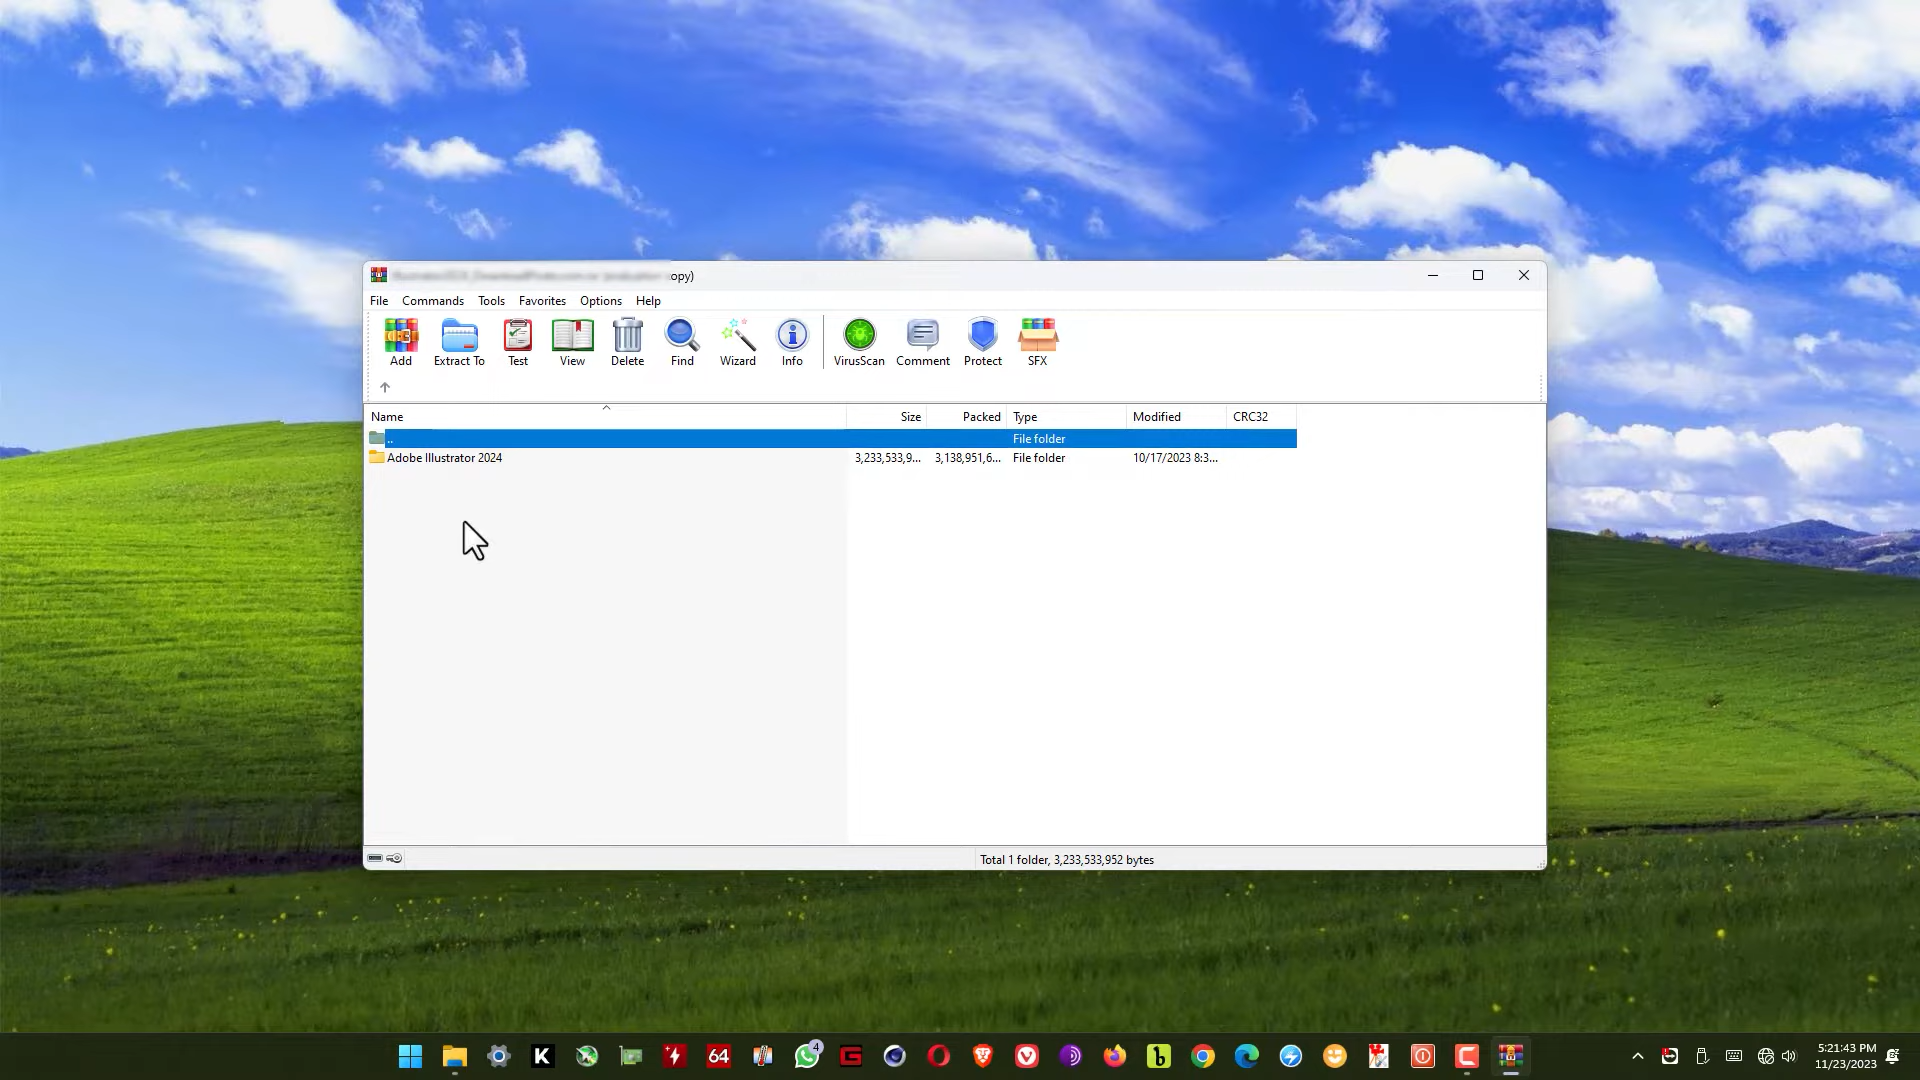 opy)
File Commands Tools Favorites Options Help
Add Extract To Test View Delete Find Wizard Info VirusScan Comment Protect SFX
Name Size Packed Type Modified CRC32
.. File folder
Adobe Illustrator 2024 3,233,533,9... 3,138,951,6... File folder 10/17/2023 8:3...
Total 1 folder, 3,233,533,952 bytes
K 64 4
5:21:43 PM
11/23/2023